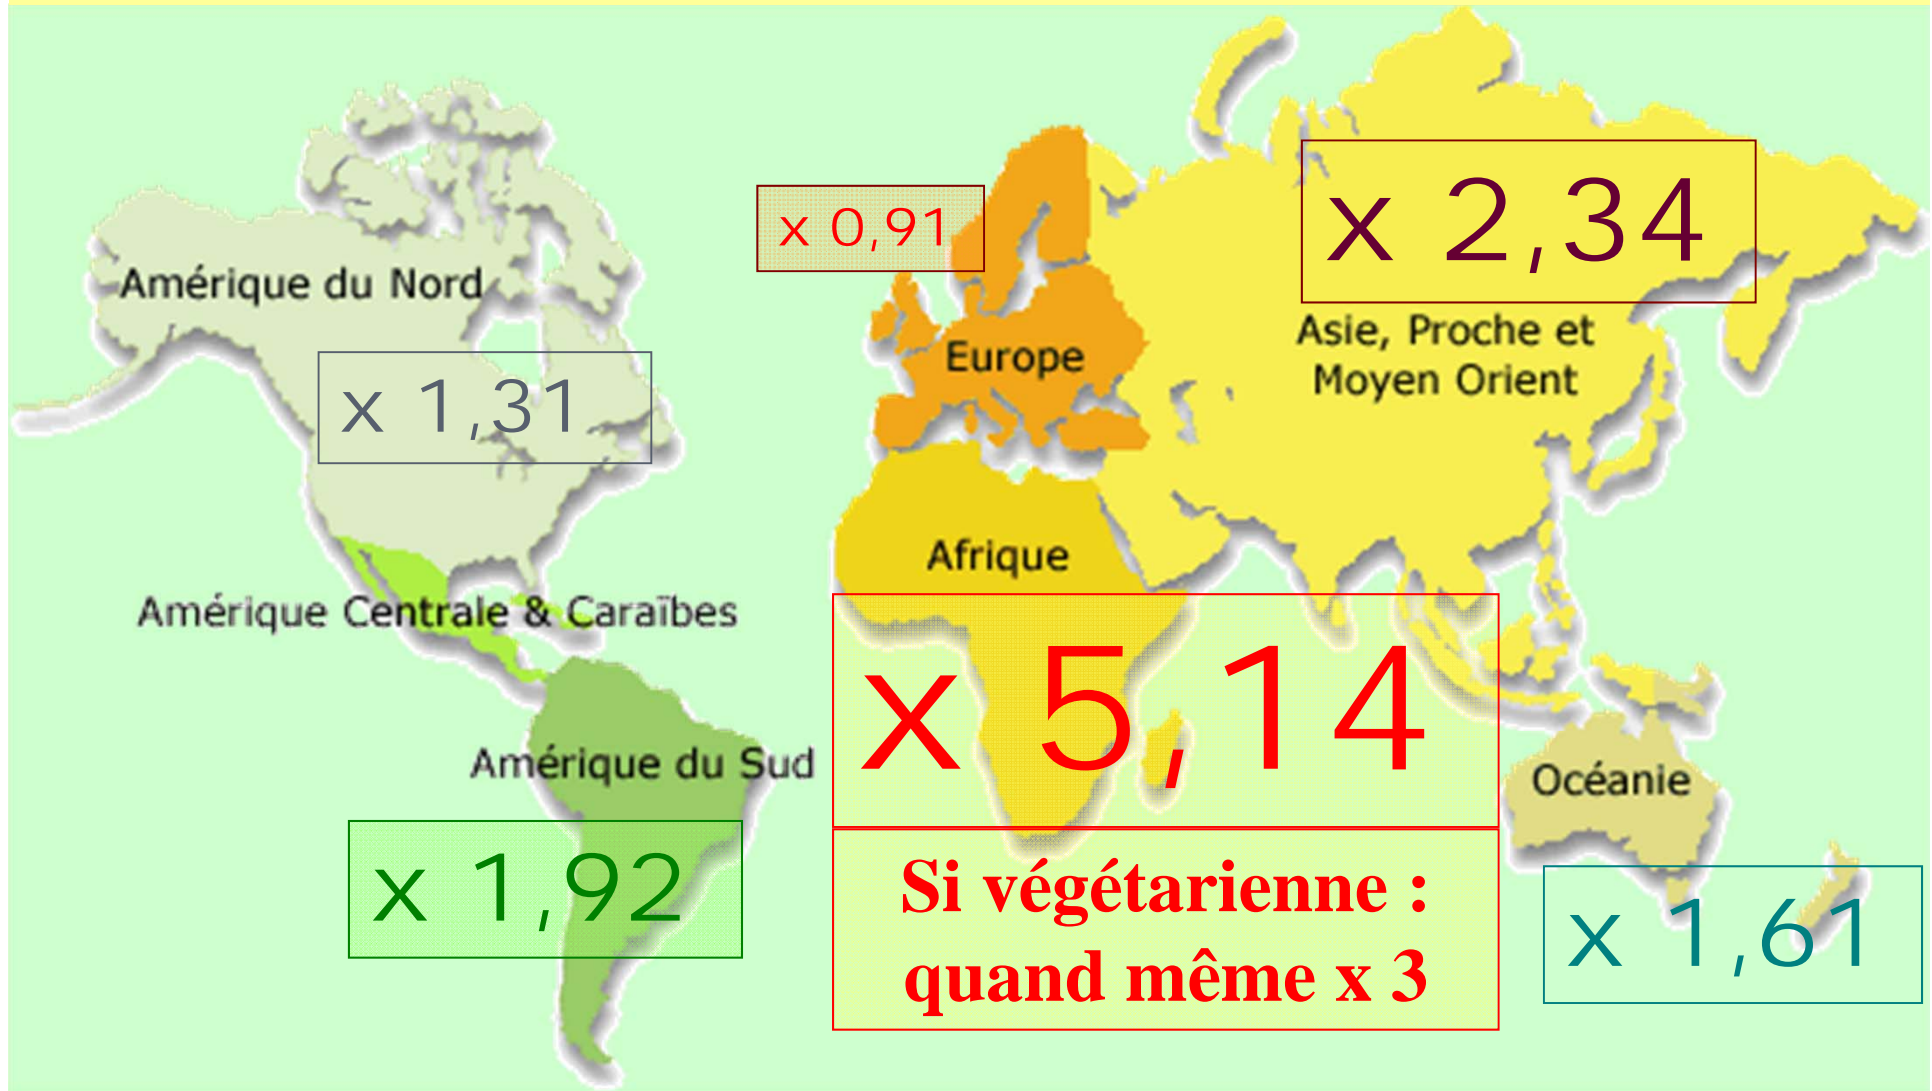 x 0,91
x 2,34
Amérique du Nord
Asie, Proche et
Moyen Orient
Europe
x 1,31
Afrique
Amérique Centrale & Caraïbes
x 5,14
Amérique du Sud
Océanie
x 1,92
Si végétarienne :
quand même x 3
x 1,61